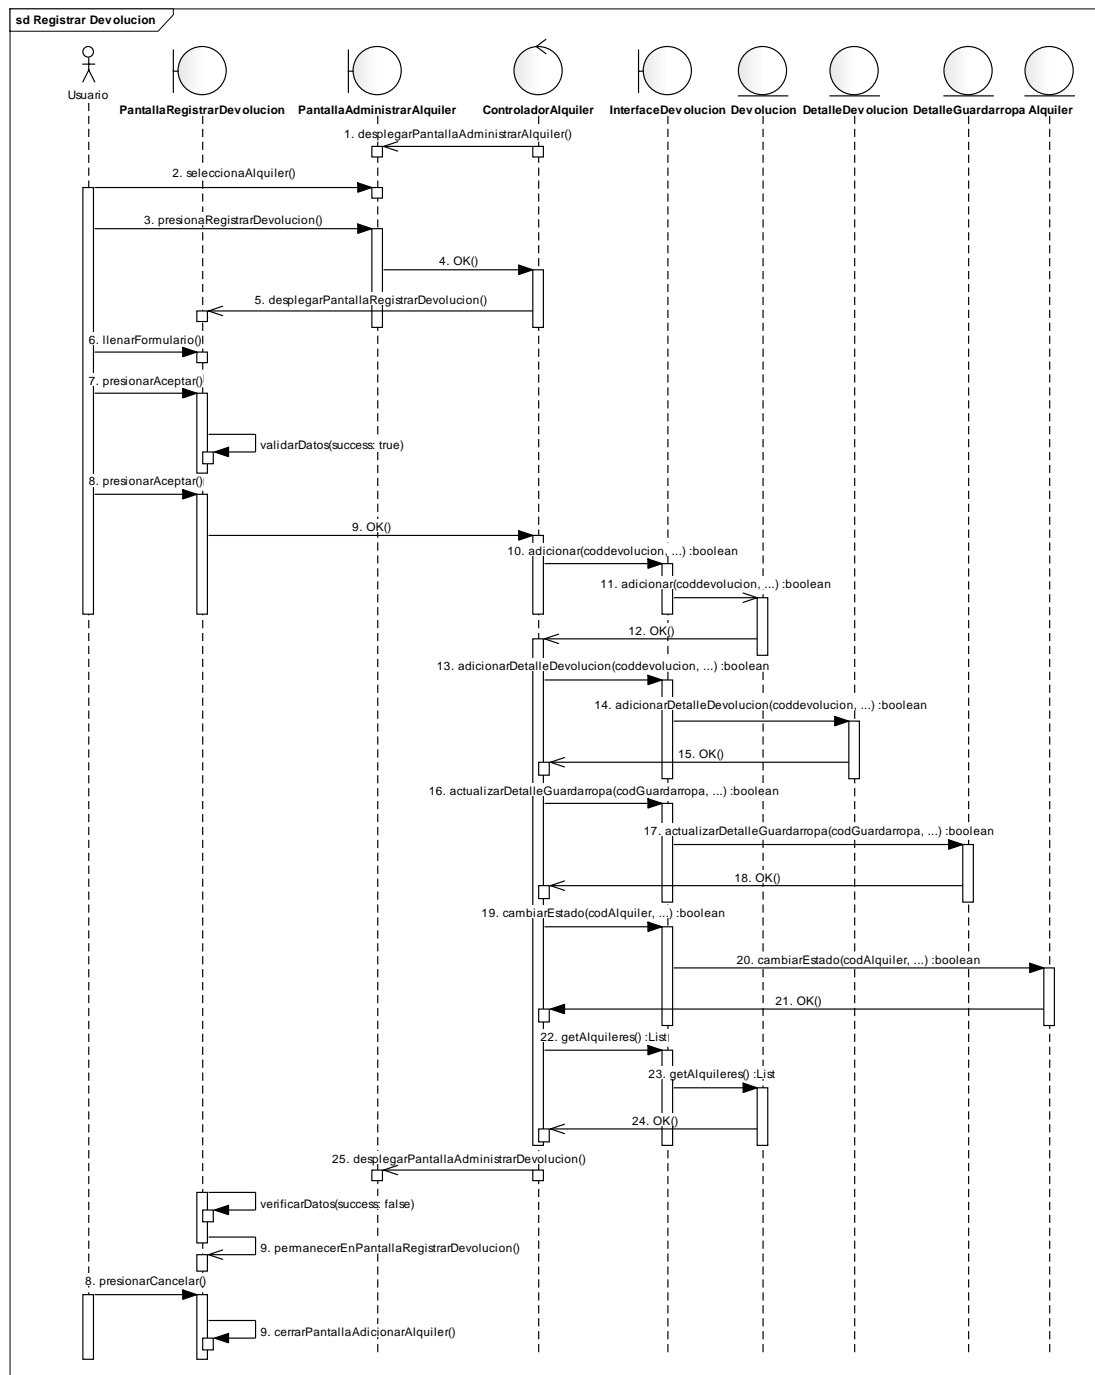 sd Registrar Devolucion
Usuario
PantallaRegistrarDevolucion
PantallaAdministrarAlquiler
ControladorAlquiler
InterfaceDevolucion
Devolucion
DetalleDevolucion
DetalleGuardarropa
Alquiler
1. desplegarPantallaAdministrarAlquiler()
2. seleccionaAlquiler()
3. presionaRegistrarDevolucion()
4. OK()
5. desplegarPantallaRegistrarDevolucion()
6. llenarFormulario()
7. presionarAceptar()
validarDatos(success: true)
8. presionarAceptar()
9. OK()
10. adicionar(coddevolucion, ...) :boolean
11. adicionar(coddevolucion, ...) :boolean
12. OK()
13. adicionarDetalleDevolucion(coddevolucion, ...) :boolean
14. adicionarDetalleDevolucion(coddevolucion, ...) :boolean
15. OK()
16. actualizarDetalleGuardarropa(codGuardarropa, ...) :boolean
17. actualizarDetalleGuardarropa(codGuardarropa, ...) :boolean
18. OK()
19. cambiarEstado(codAlquiler, ...) :boolean
20. cambiarEstado(codAlquiler, ...) :boolean
21. OK()
22. getAlquileres() :List
23. getAlquileres() :List
24. OK()
25. desplegarPantallaAdministrarDevolucion()
verificarDatos(success: false)
9. permanecerEnPantallaRegistrarDevolucion()
8. presionarCancelar()
9. cerrarPantallaAdicionarAlquiler()